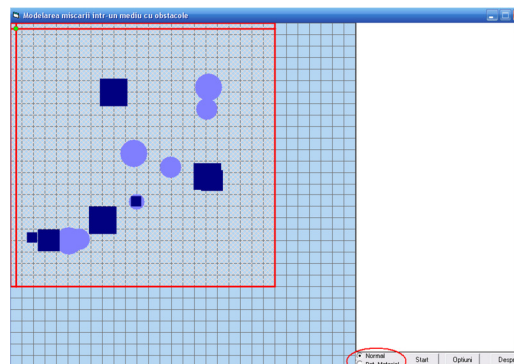 Modelarea miscarii intr-un mediu cu obstacole
Normal
Start
Optiuni